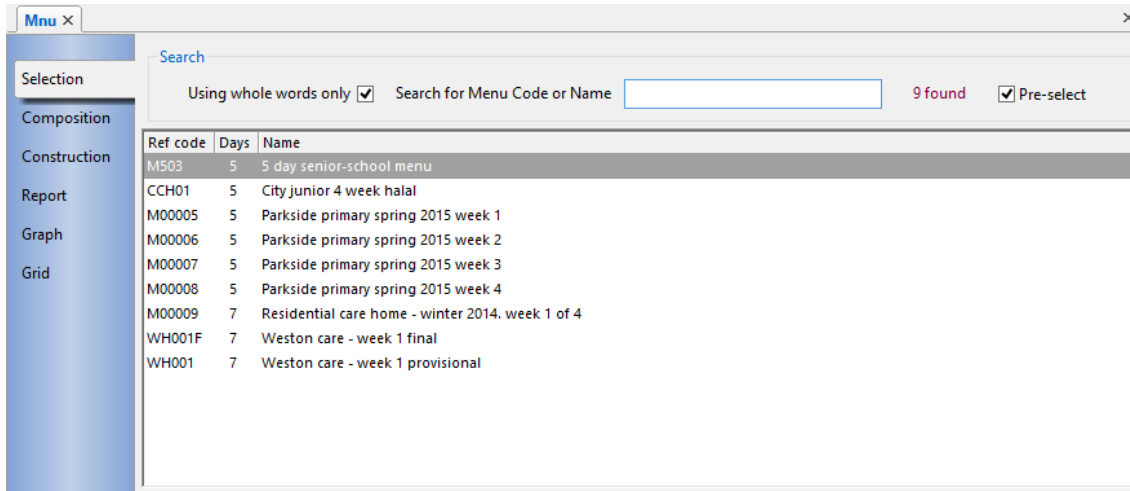 Mnu ×
Search
Selection
Using whole words only Search for Menu Code or Name 9 found Pre-select
Composition
Construction
Report
Graph
Grid
Ref code Days Name
M503 5 5 day senior-school menu
CCH01 5 City junior 4 week halal
M00005 5 Parkside primary spring 2015 week 1
M00006 5 Parkside primary spring 2015 week 2
M00007 5 Parkside primary spring 2015 week 3
M00008 5 Parkside primary spring 2015 week 4
M00009 7 Residential care home - winter 2014. week 1 of 4
WH001F 7 Weston care - week 1 final
WH001 7 Weston care - week 1 provisional